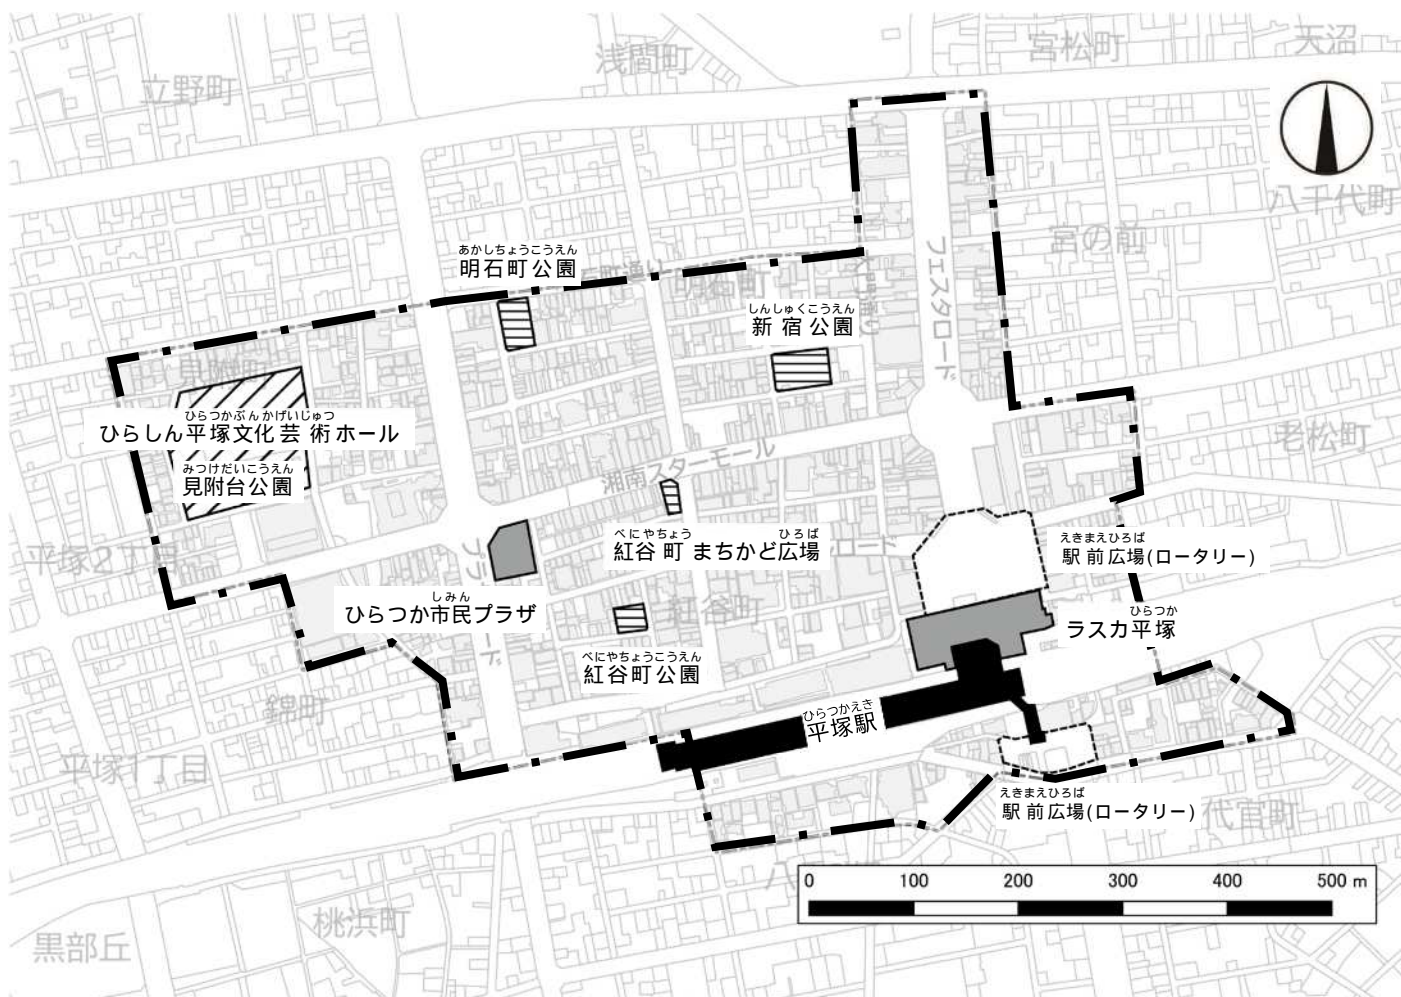 浅間町
宮松町
天沼
立野町
八千代町
宮の前
あかしちょうこうえん
明石町公園
明石町
フェスタロード
しんしゅくこうえん
新宿公園
ひらつかぶんかげいじゅつ
ひらしん平塚文化芸術ホール
みつけだいこうえん
見附台公園
老松町
湘南スターモール
べにやちょう ひろば
紅谷町 まちかど広場
えきまえひろば
駅前広場(ロータリー)
平塚2丁目
しみん
ひらつか市民プラザ
紅谷町
ひらつか
ラスカ平塚
べにやちょうこうえん
紅谷町公園
錦町
ひらつかえき
平塚駅
平塚1丁目
えきまえひろば
駅前広場(ロータリー)
代官町
0 100 200 300 400 500 m
桃浜町
黒部丘